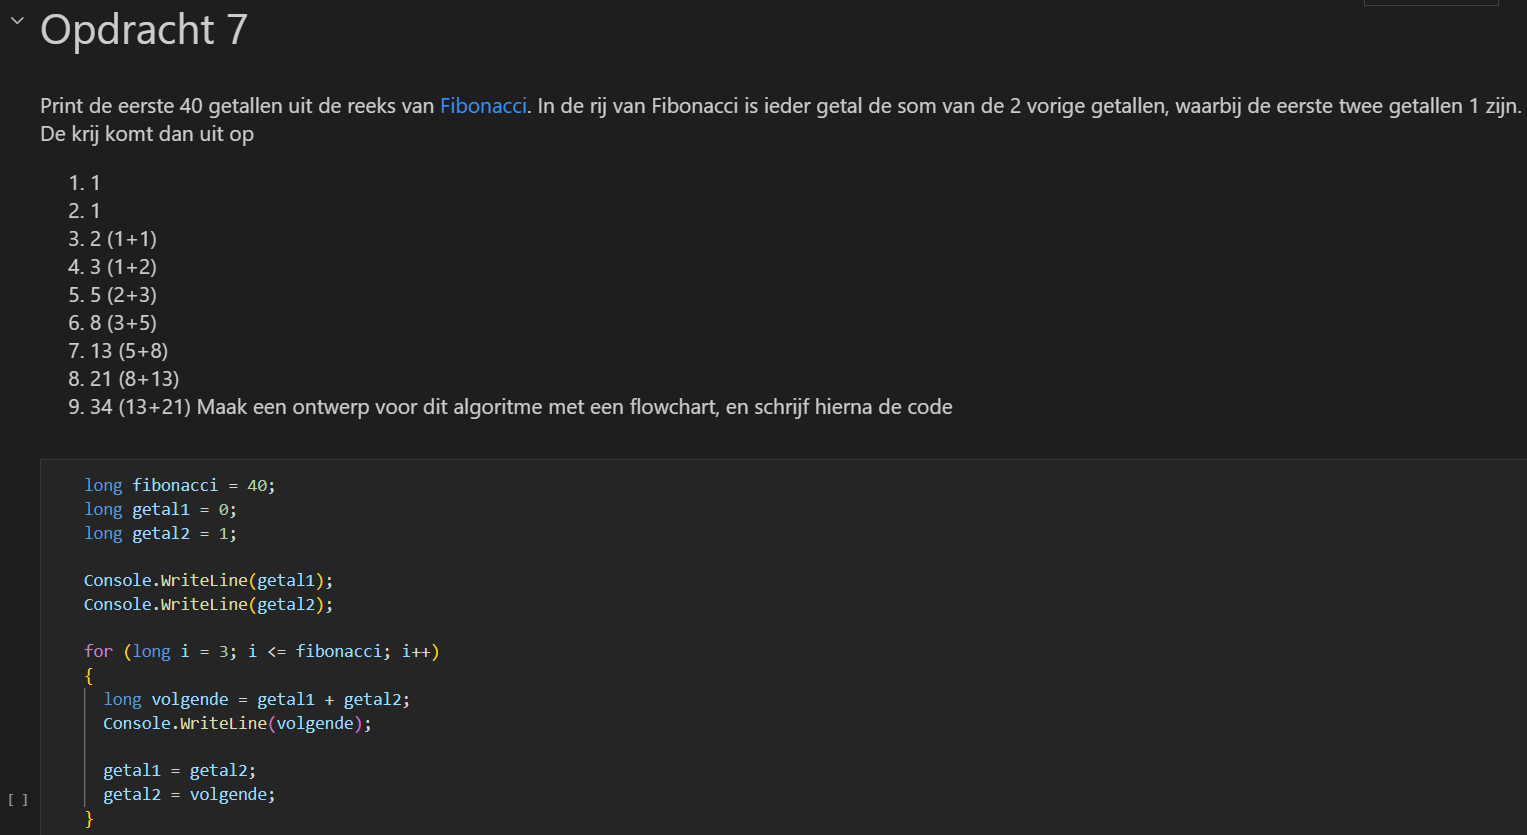 Opdracht 7
Print de eerste 40 getallen uit de reeks van Fibonacci. In de rij van Fibonacci is ieder getal de som van de 2 vorige getallen, waarbij de eerste twee getallen 1 zijn.
De krij komt dan uit op
1. 1
2. 1
3. 2 (1+1)
4. 3 (1+2)
5. 5 (2+3)
6. 8 (3+5)
7. 13 (5+8)
8. 21 (8+13)
9. 34 (13+21) Maak een ontwerp voor dit algoritme met een flowchart, en schrijf hierna de code
long fibonacci = 40;
long getal1 = 0;
long getal2 = 1;
Console.WriteLine(getal1);
Console.WriteLine(getal2);
for (long i = 3; i <= fibonacci; i++)
{
long volgende = getal1 + getal2;
Console.WriteLine(volgende);
getal1 = getal2;
getal2 = volgende;
[ ]
}